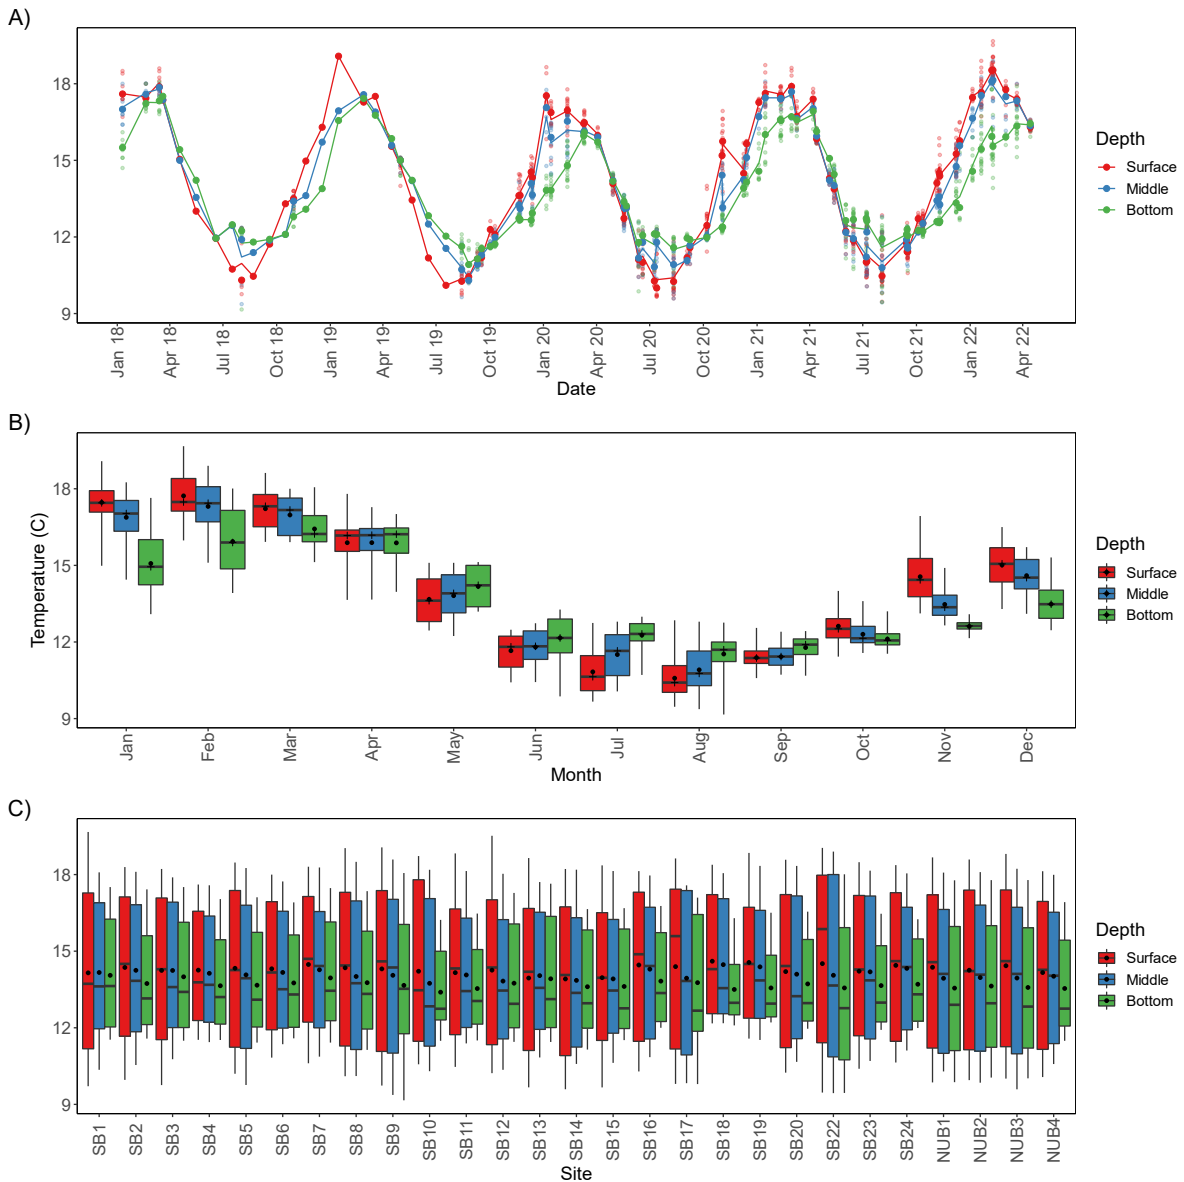 A)
18
15
12
9
Jan 18
Apr 18
Jul 18
Oct 18
Jan 19
Apr 19
Jul 19
Oct 19
Jan 20
Apr 20
Jul 20
Oct 20
Jan 21
Apr 21
Jul 21
Oct 21
Jan 22
Apr 22
Date
Depth
Surface
Middle
Bottom
B)
Temperature (C)
18
15
12
9
Jan
Feb
Mar
Apr
May
Jun
Jul
Aug
Sep
Oct
Nov
Dec
Month
Depth
Surface
Middle
Bottom
C)
18
15
12
9
SB1
SB2
SB3
SB4
SB5
SB6
SB7
SB8
SB9
SB10
SB11
SB12
SB13
SB14
SB15
SB16
SB17
SB18
SB19
SB20
SB22
SB23
SB24
NUB1
NUB2
NUB3
NUB4
Site
Depth
Surface
Middle
Bottom